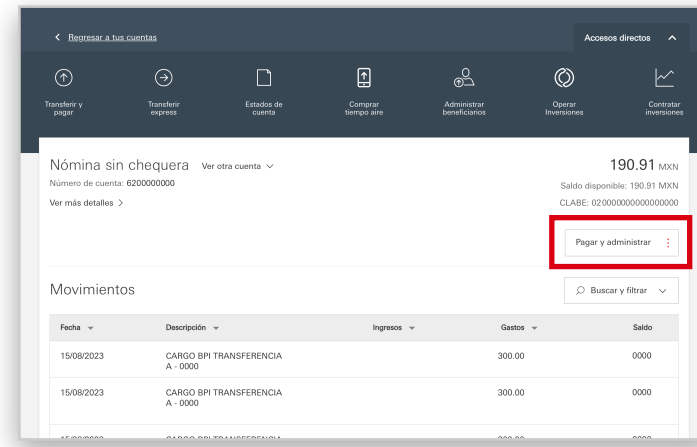 Regresar a tus cuentas
Accesos directos
Transferir y
pagar
Transferir
express
Estados de
cuenta
Comprar
tiempo aire
Administrar
beneficiarios
Operar
Inversiones
Contratar
inversiones
Nómina sin chequera Ver otra cuenta
190.91 MXN
Número de cuenta: 6200000000
Saldo disponible: 190.91 MXN
Ver más detalles
CLABE: 020000000000000000
Pagar y administrar
Movimientos
Buscar y filtrar
Fecha Descripción Ingresos Gastos Saldo
15/08/2023 CARGO BPI TRANSFERENCIA 300.00 0000
A - 0000
15/08/2023 CARGO BPI TRANSFERENCIA 300.00 0000
A - 0000